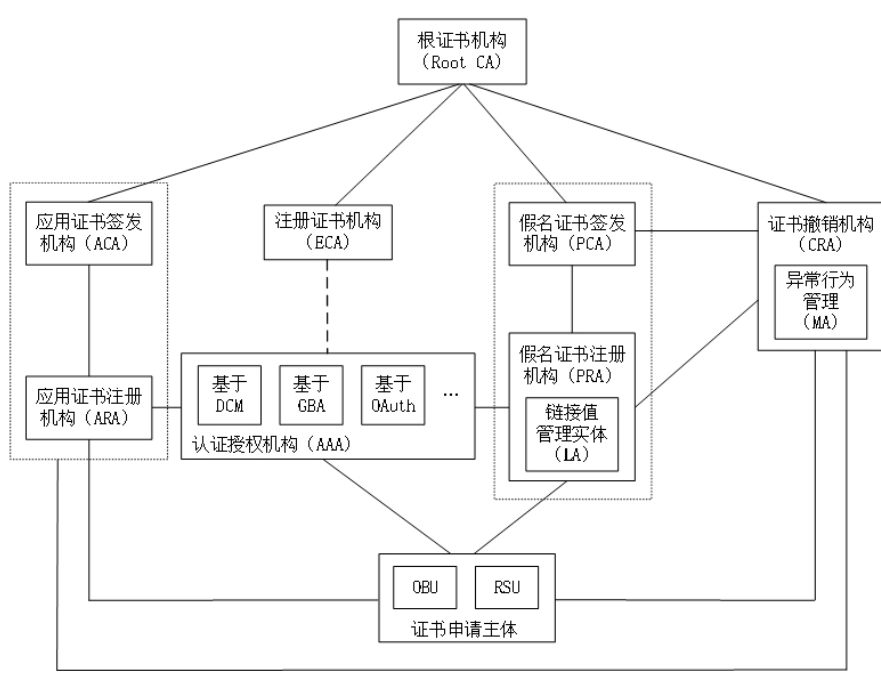 根证书机构
（Root CA）
应用证书签发
机构（ACA）
注册证书机构
（ECA）
假名证书签发
机构（PCA）
证书撤销机构
（CRA）
异常行为
管理
（MA）
应用证书注册
机构（ARA）
基于
DCM
基于
GBA
基于
OAuth
...
认证授权机构（AAA）
假名证书注册
机构（PRA）
链接值
管理实体
（LA）
OBU
RSU
证书申请主体